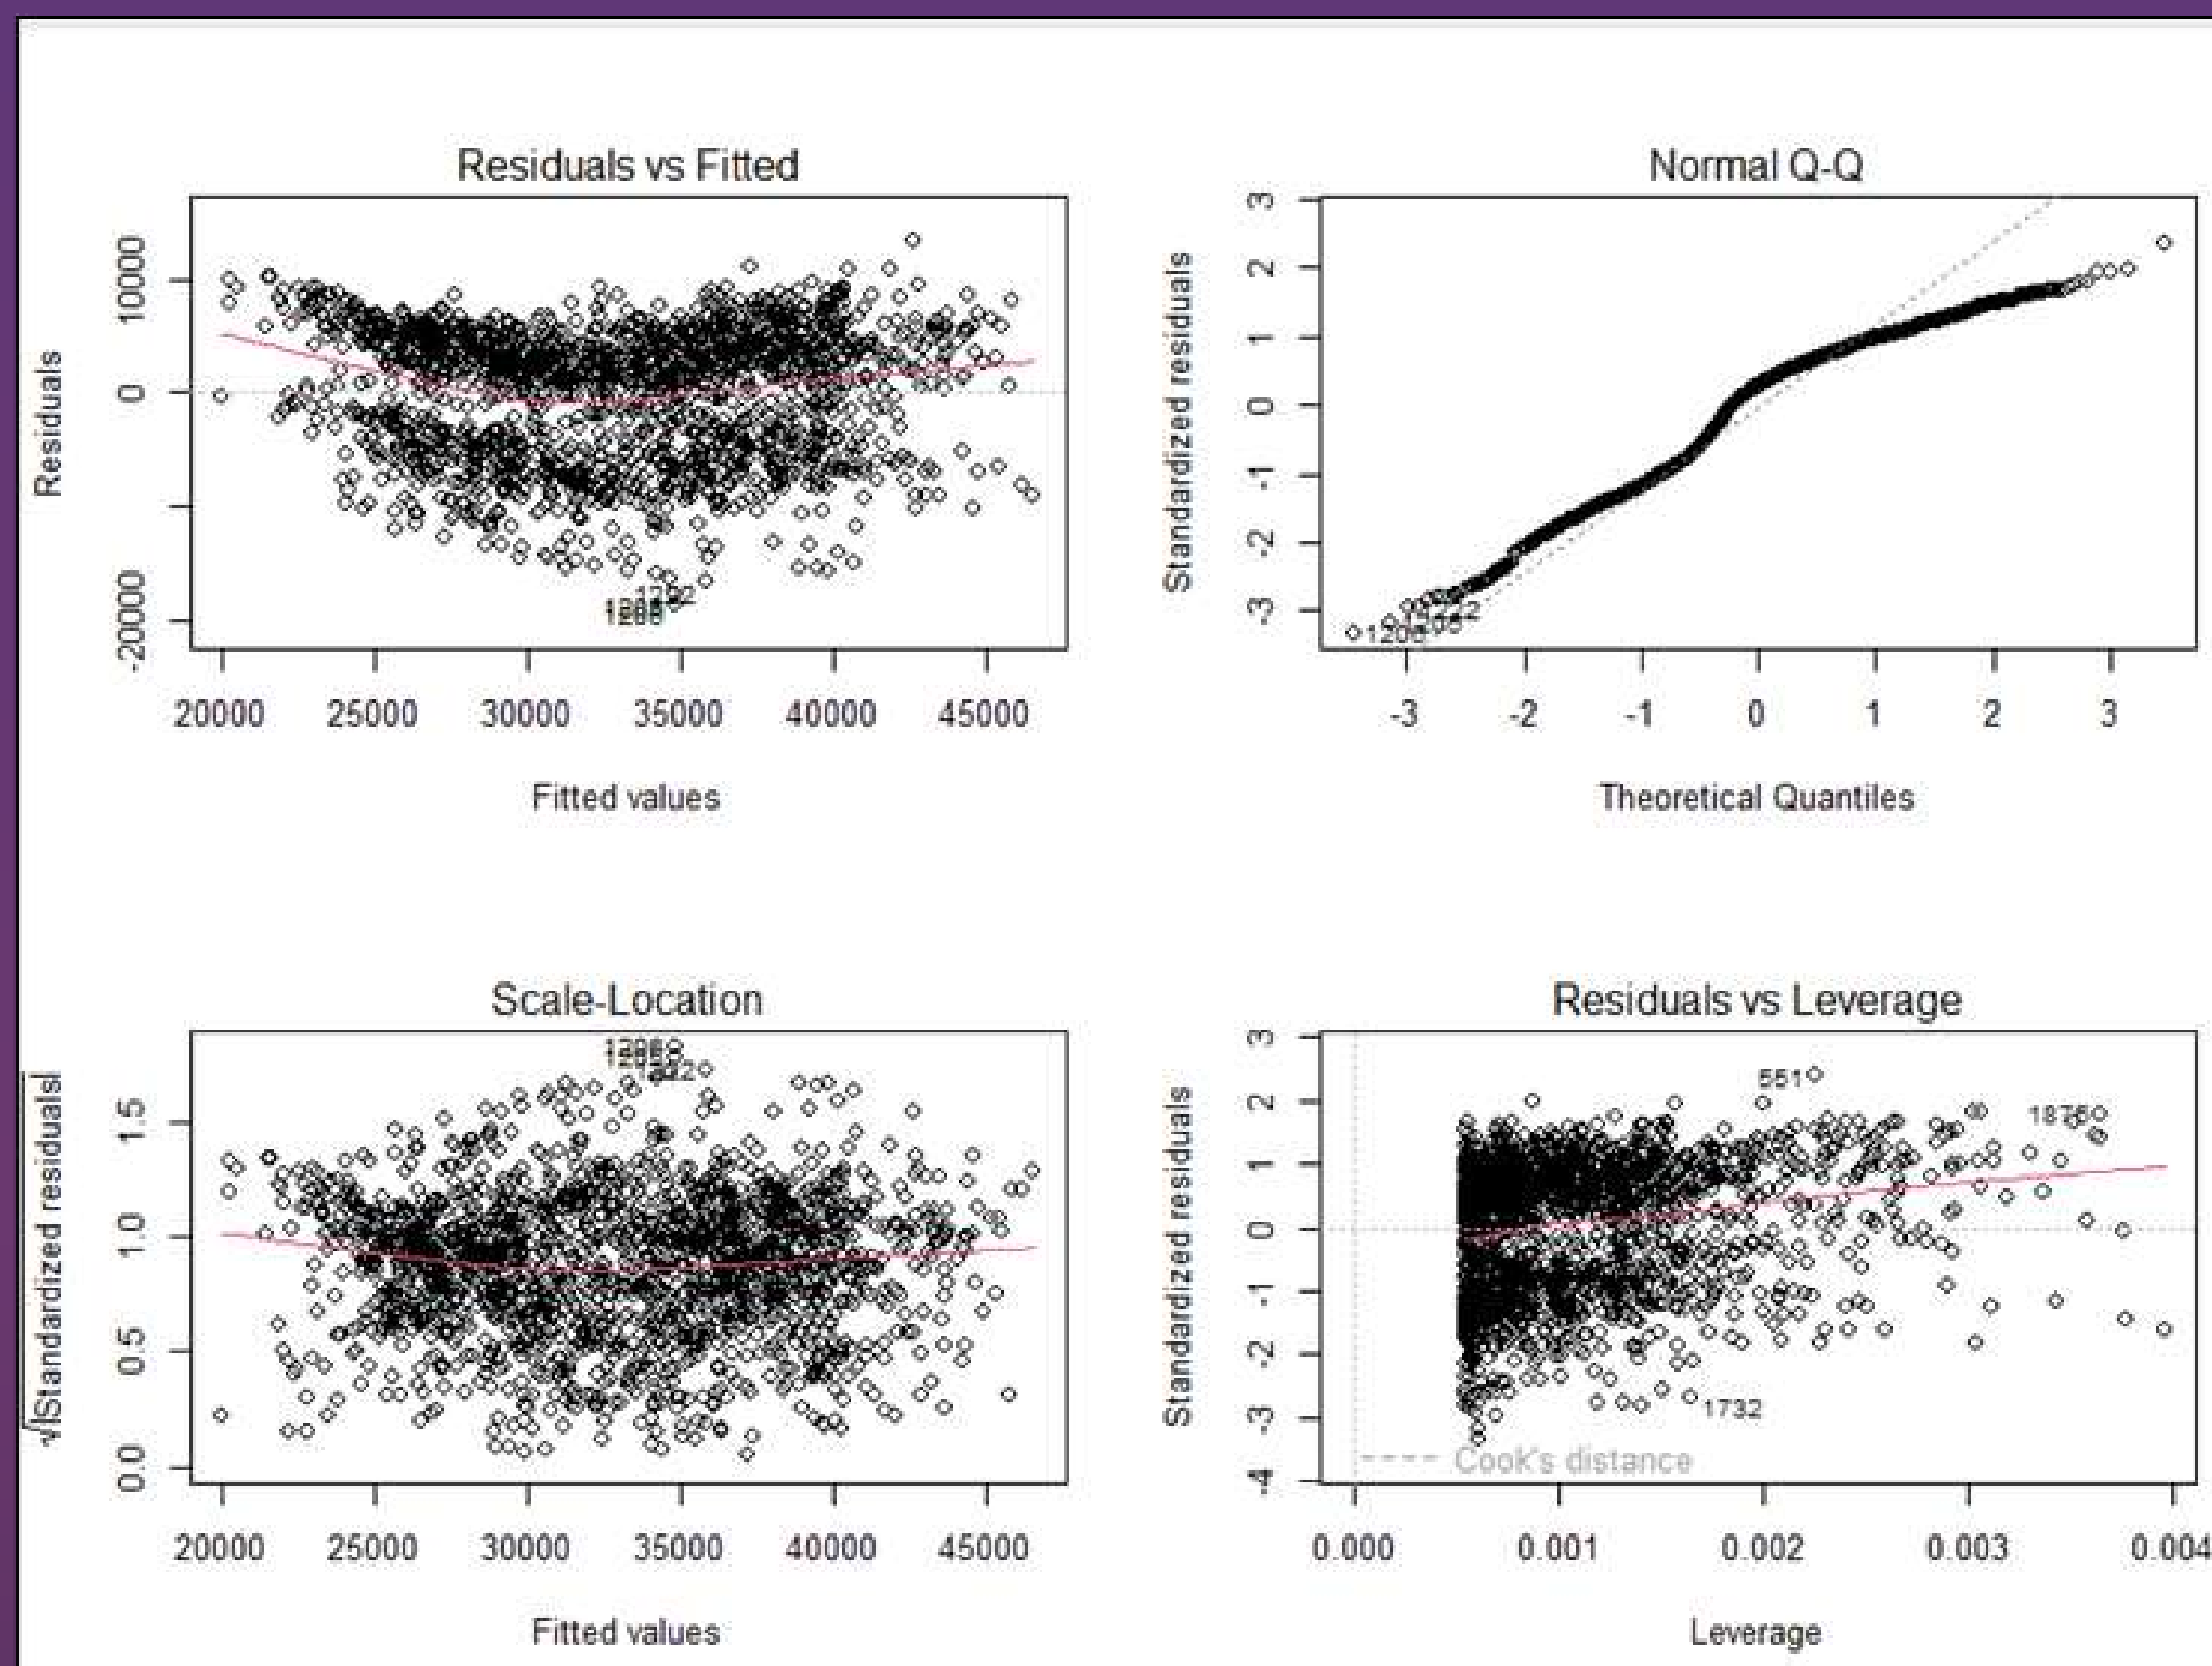 Residuals vs Fitted
Residuals
10000
0
-20000
20000 25000 30000 35000 40000 45000
Fitted values
Normal Q-Q
Standardized residuals
3
2
1
0
-1
-2
-3
1206
-3 -2 -1 0 1 2 3
Theoretical Quantiles
Scale-Location
√|Standardized residuals|
1.5
1.0
0.5
0.0
20000 25000 30000 35000 40000 45000
Fitted values
Residuals vs Leverage
Standardized residuals
3
2
1
0
-1
-2
-3
-4
551
1876
1732
Cook's distance
0.000 0.001 0.002 0.003 0.004
Leverage